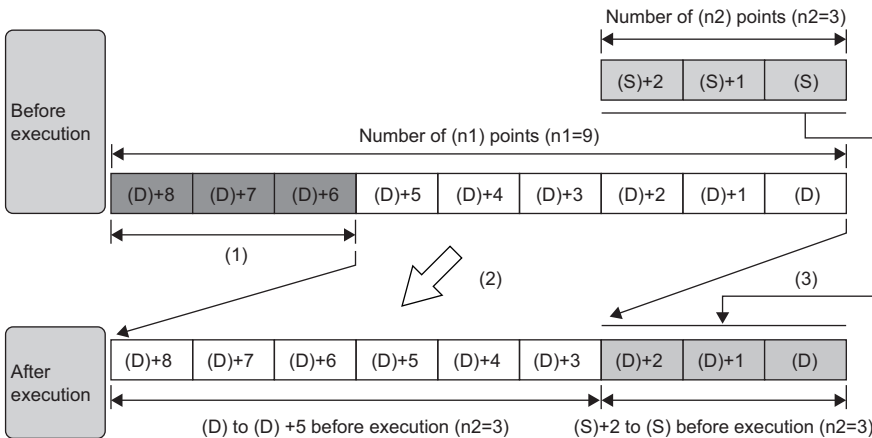 Number of (n2) points (n2=3)
(S)+2 (S)+1 (S)
Before
execution
Number of (n1) points (n1=9)
(D)+8 (D)+7 (D)+6 (D)+5 (D)+4 (D)+3 (D)+2 (D)+1 (D)
(1)
(2)
(3)
After
execution
(D)+8 (D)+7 (D)+6 (D)+5 (D)+4 (D)+3 (D)+2 (D)+1 (D)
(D) to (D) +5 before execution (n2=3)
(S)+2 to (S) before execution (n2=3)